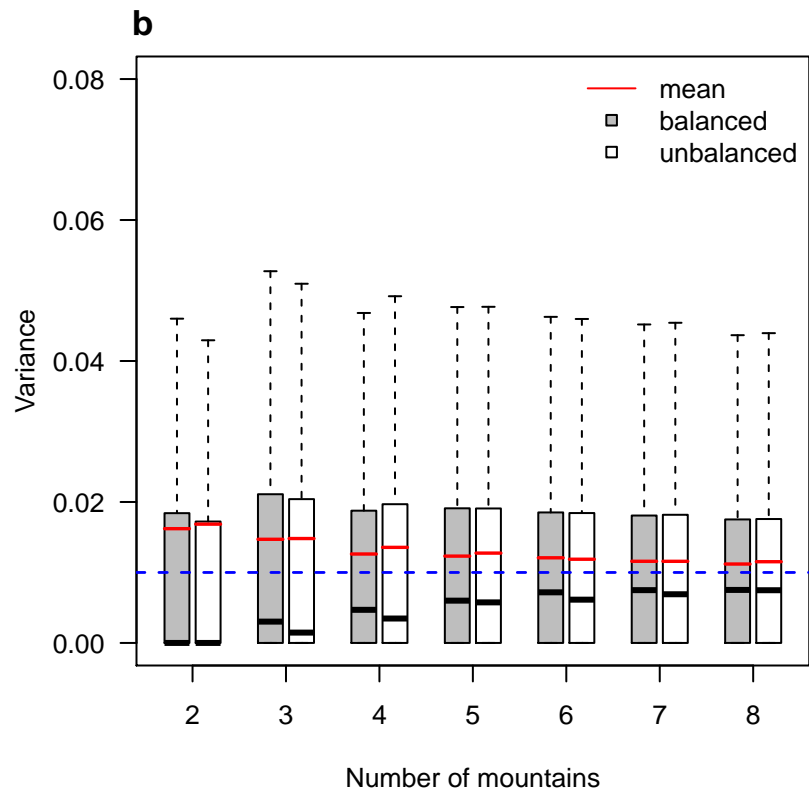 b
mean
balanced
unbalanced
0.08
0.06
0.04
0.02
0.00
Variance
2 3 4 5 6 7 8
Number of mountains